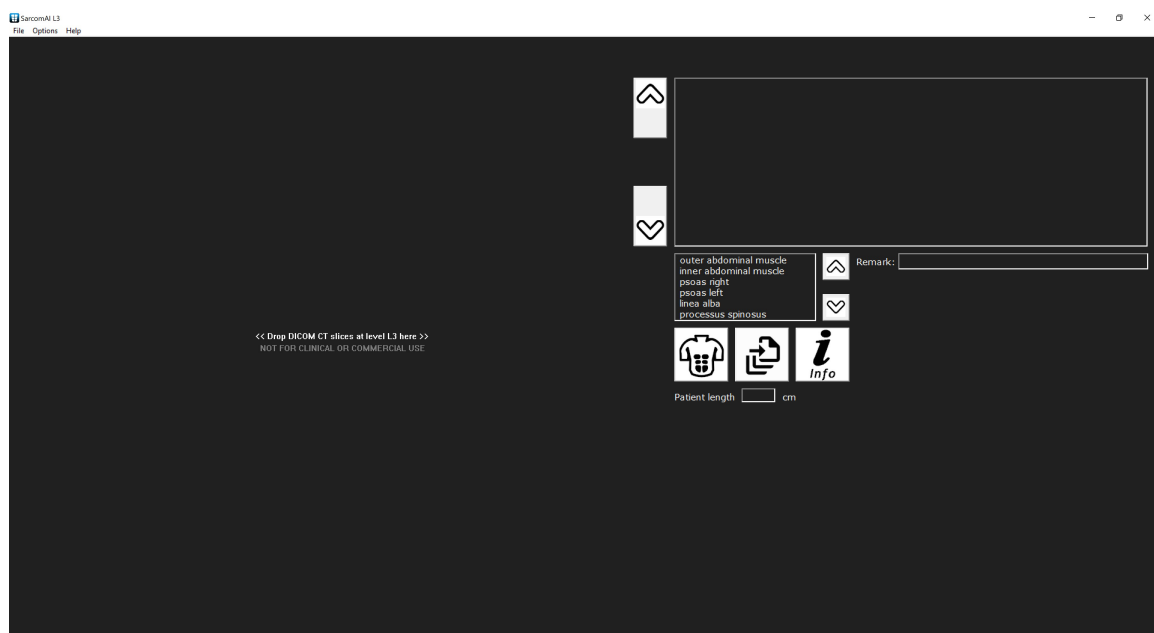 SarcomAI L3
File Options Help
outer abdominal muscle
inner abdominal muscle
psoas right
psoas left
linea alba
processus spinosus
Remark:
<< Drop DICOM CT slices at level L3 here >>
NOT FOR CLINICAL OR COMMERCIAL USE
Info
Patient length cm